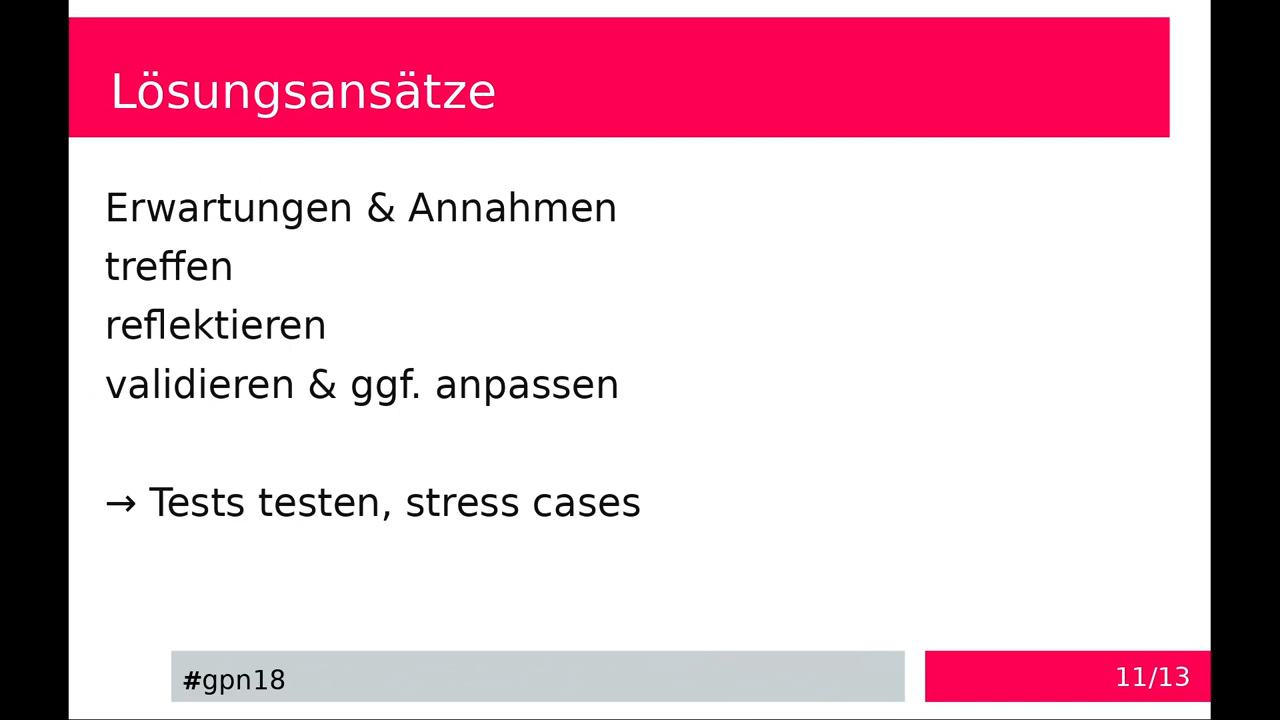 Lösungsansätze
Erwartungen & Annahmen
treffen
reflektieren
validieren & ggf. anpassen
→ Tests testen, stress cases
#gpn18
11/13